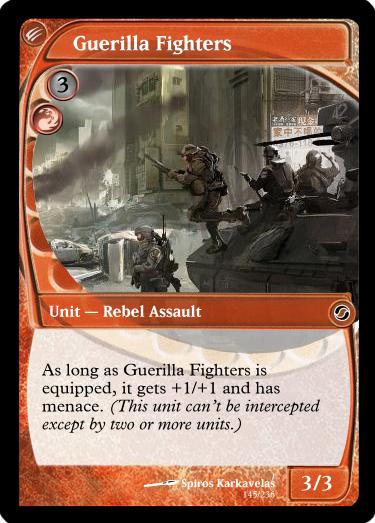 Guerilla Fighters
3
Unit — Rebel Assault
As long as Guerilla Fighters is
equipped, it gets +1/+1 and has
menace. (This unit can't be intercepted
except by two or more units.)
Spiros Karkavelas
145/236
3/3